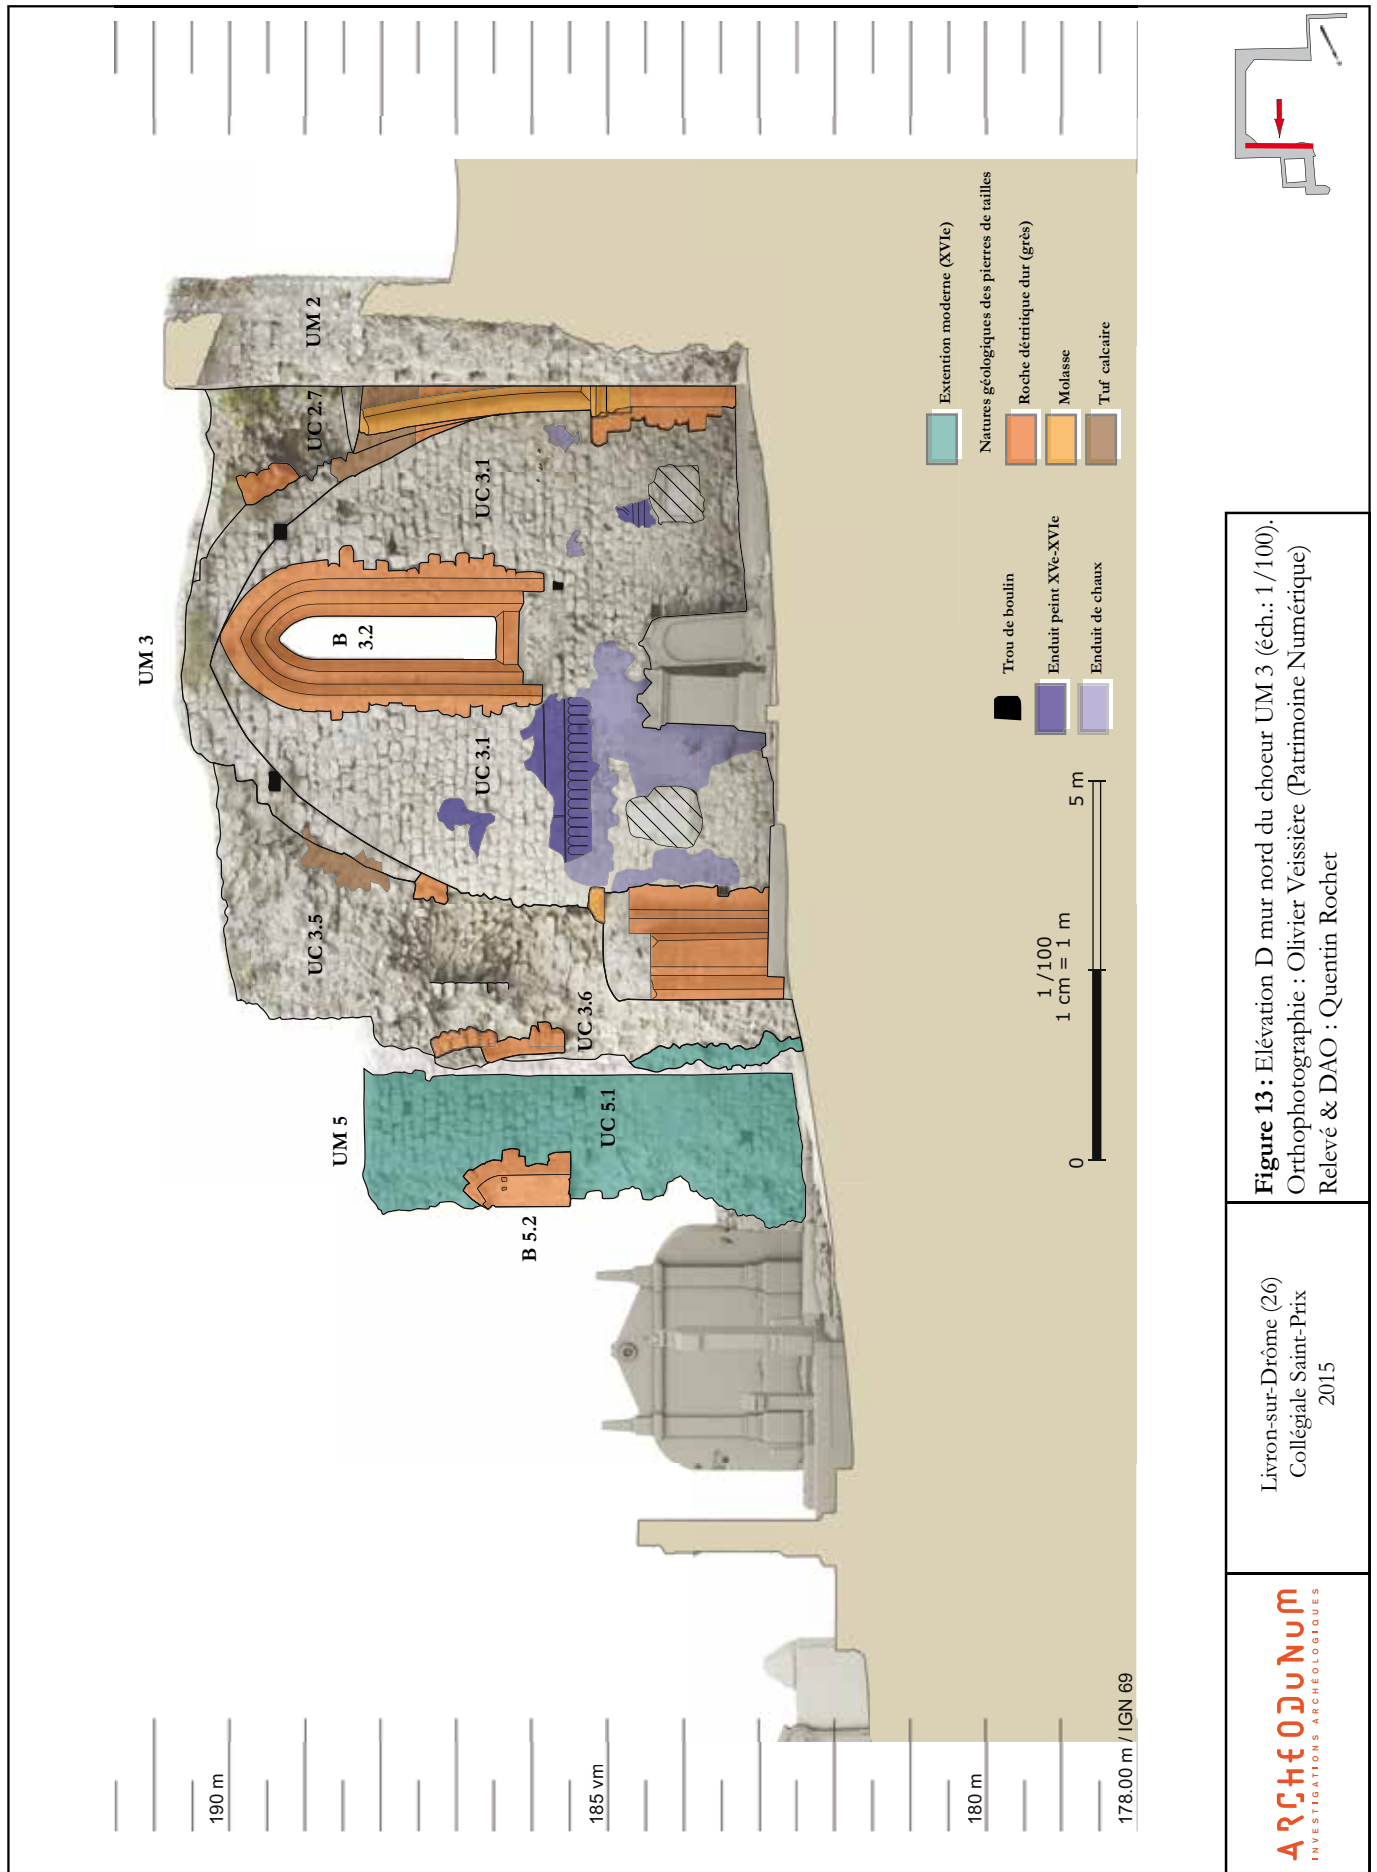 UM 3
UM 5
UM 2
UC 2.7
UC 3.1
B
3.2
UC 3.1
UC 3.5
UC 3.6
UC 5.1
B 5.2
190 m
185 vm
180 m
178.00 m / IGN 69
0
1 /100
1 cm = 1 m
5 m
Trou de boulin
Enduit peint XVe-XVIe
Enduit de chaux
Extention moderne (XVIe)
Natures géologiques des pierres de tailles
Roche détritique dur (grès)
Molasse
Tuf calcaire
ARCHEODUNUM
INVESTIGATIONS ARCHÉOLOGIQUES
Livron-sur-Drôme (26)
Collégiale Saint-Prix
2015
Figure 13 : Elévation D mur nord du choeur UM 3 (éch.: 1/100).
Orthophotographie : Olivier Veissière (Patrimoine Numérique)
Relevé & DAO : Quentin Rochet